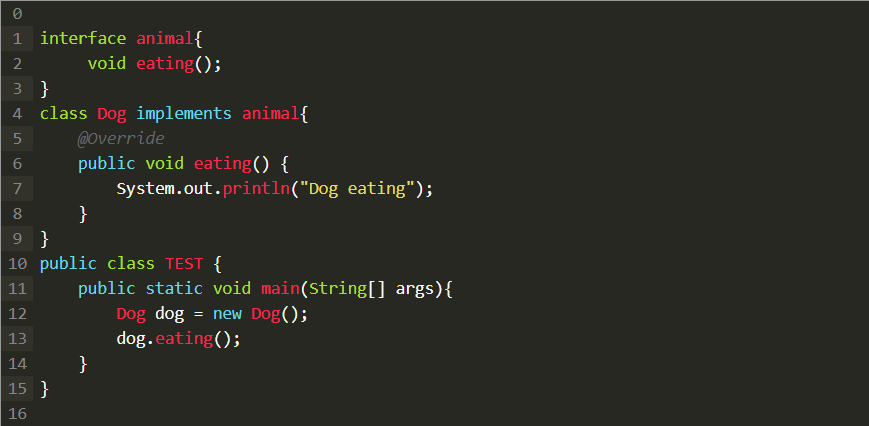 0
1 interface animal{
2      void eating();
3 }
4 class Dog implements animal{
5     @Override
6     public void eating() {
7         System.out.println("Dog eating");
8     }
9 }
10 public class TEST {
11     public static void main(String[] args){
12         Dog dog = new Dog();
13         dog.eating();
14     }
15 }
16